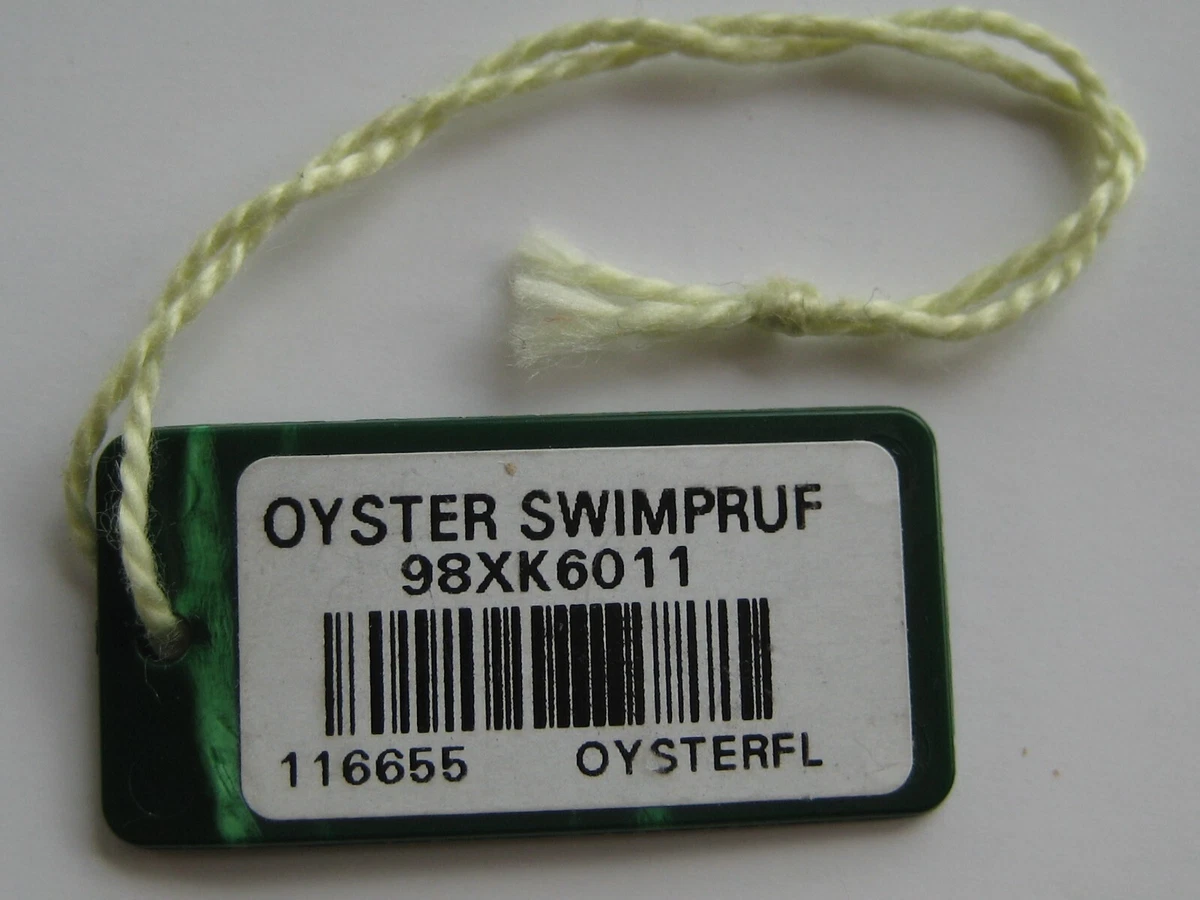 OYSTER SWIMPRUF
98XK6011
116655 OYSTERFL